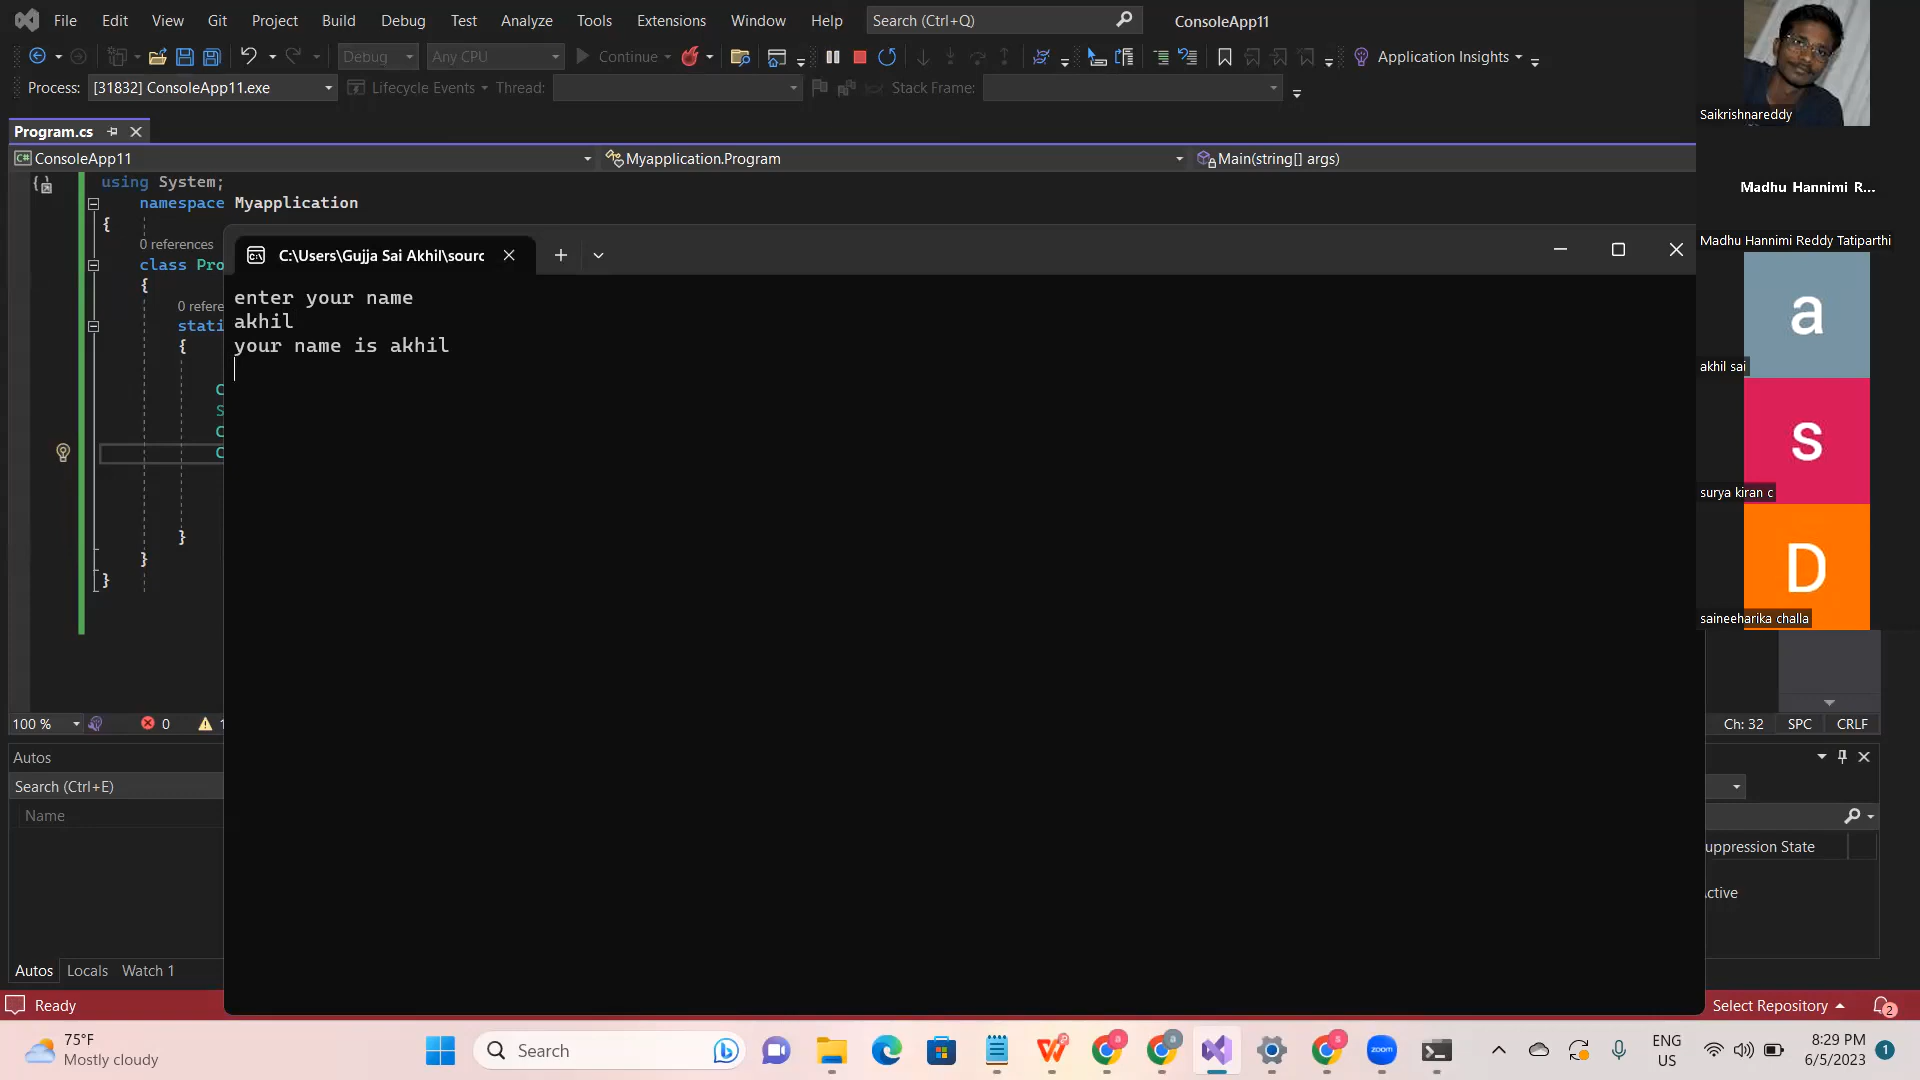 File Edit View Git Project Build Debug Test Analyze Tools Extensions Window Help Search (Ctrl+Q) ConsoleApp11
Debug Any CPU Continue Application Insights
Process: [31832] ConsoleApp11.exe Lifecycle Events Thread: Stack Frame:
Program.cs
ConsoleApp11 Myapplication.Program Main(string[] args)
using System;
namespace Myapplication
{
0 references
class Pro
{
0 refere
stati
{
C
S
C
C
}
}
}
C:\Users\Gujja Sai Akhil\sourc
enter your name
akhil
your name is akhil
Saikrishnareddy
Madhu Hannimi R...
Madhu Hannimi Reddy Tatiparthi
a
akhil sai
s
surya kiran c
D
saineeharika challa
100 % 0 1 Ch: 32 SPC CRLF
Autos
Search (Ctrl+E)
Name
uppression State
ctive
Autos Locals Watch 1
Ready Select Repository 2
75°F
Mostly cloudy
Search
zoom
ENG
US
8:29 PM
6/5/2023
1